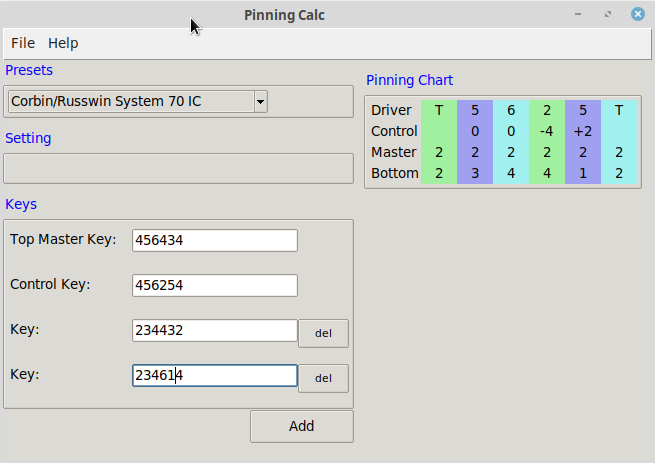 Pinning Calc
File Help
Presets
Corbin/Russwin System 70 IC
Setting
Keys
Top Master Key: 456434
Control Key: 456254
Key: 234432 del
Key: 234614 del
Add
Pinning Chart
Driver T 5 6 2 5 T
Control 0 0 -4 +2
Master 2 2 2 2 2 2
Bottom 2 3 4 4 1 2